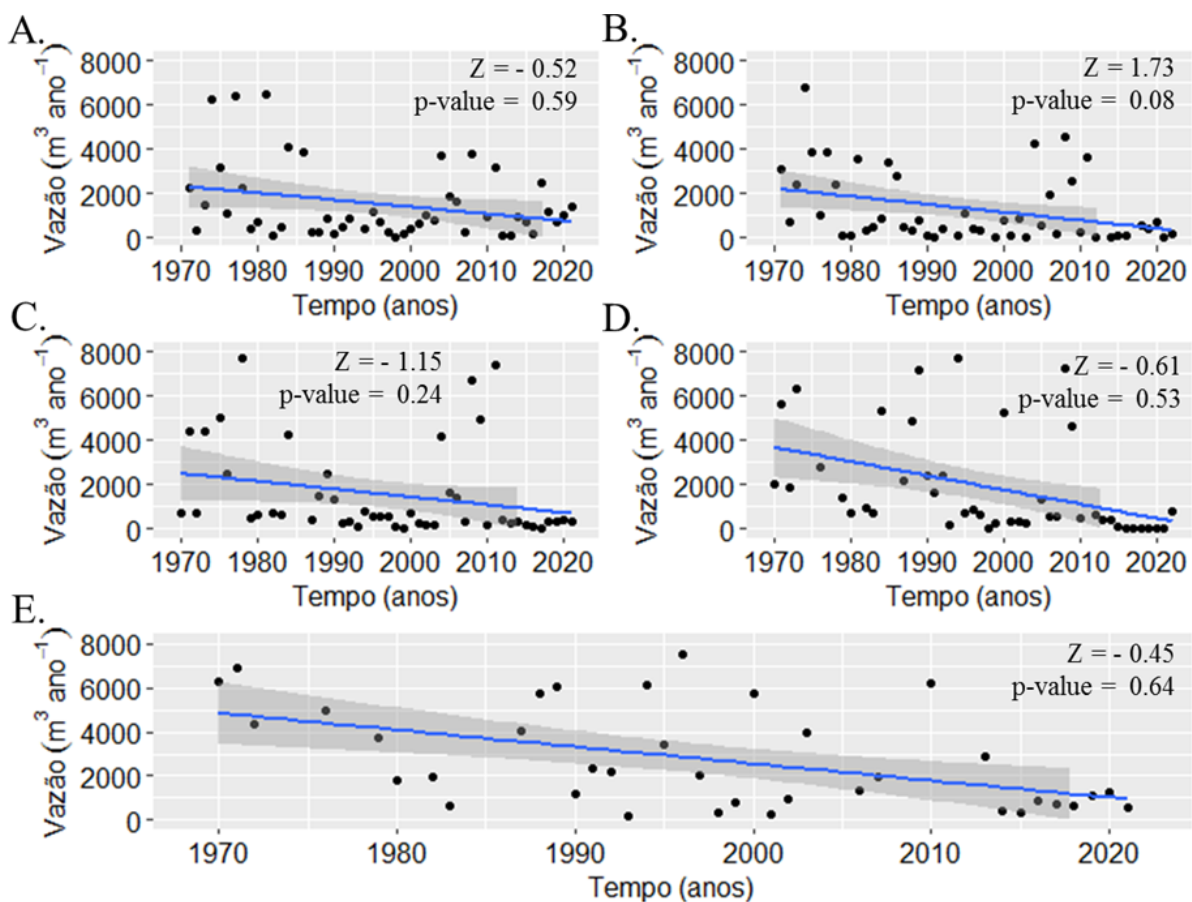 A.
Vazão (m³ ano⁻¹)
8000
6000
4000
2000
0
Z = - 0.52
p-value = 0.59
1970 1980 1990 2000 2010 2020
Tempo (anos)
B.
Vazão (m³ ano⁻¹)
8000
6000
4000
2000
0
Z = 1.73
p-value = 0.08
1970 1980 1990 2000 2010 2020
Tempo (anos)
C.
Vazão (m³ ano⁻¹)
8000
6000
4000
2000
0
Z = - 1.15
p-value = 0.24
1970 1980 1990 2000 2010 2020
Tempo (anos)
D.
Vazão (m³ ano⁻¹)
8000
6000
4000
2000
0
Z = - 0.61
p-value = 0.53
1970 1980 1990 2000 2010 2020
Tempo (anos)
E.
Vazão (m³ ano⁻¹)
8000
6000
4000
2000
0
Z = - 0.45
p-value = 0.64
1970 1980 1990 2000 2010 2020
Tempo (anos)